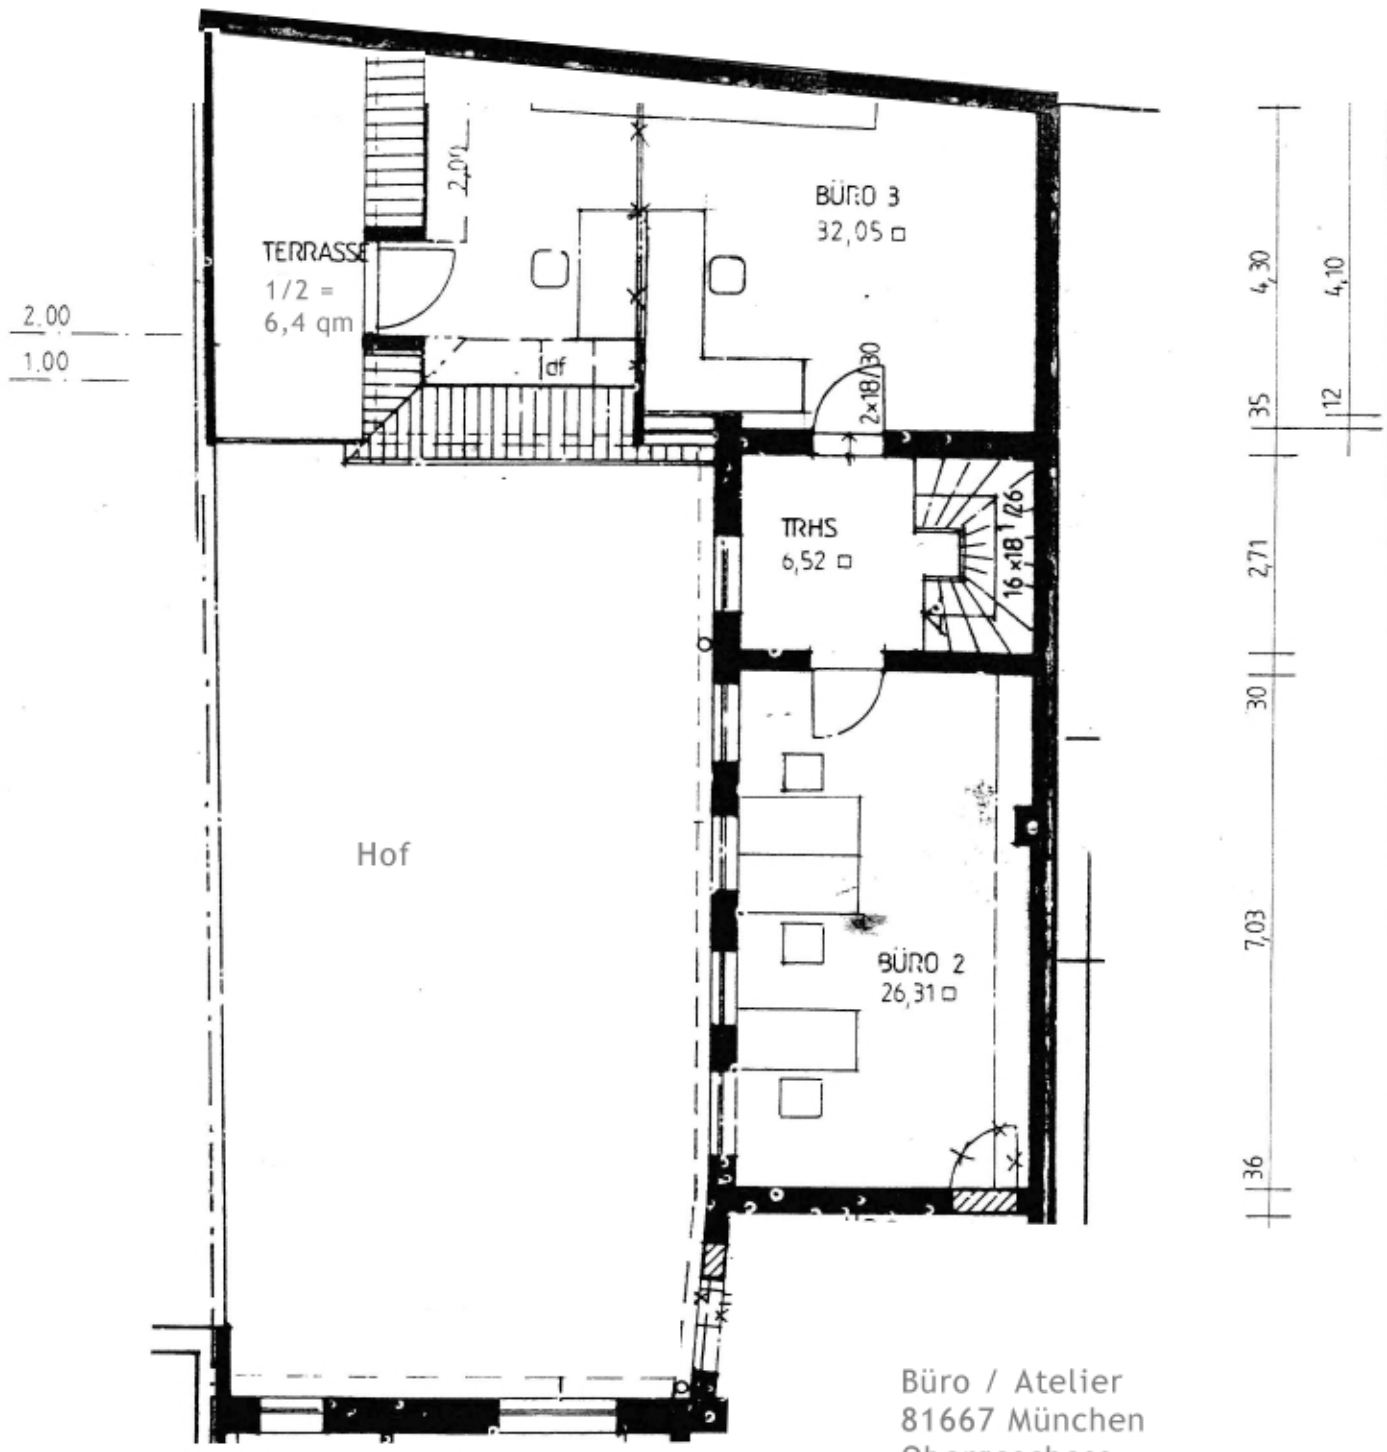 BÜRO 3
32,05
2,00
TERRASSE
1/2 =
6,4 qm
2.00
1.00
df
2×18/30
4,30
4,10
35
12
TRHS
6,52
16×18 1/26
2,71
30
Hof
7,03
BÜRO 2
26,31
36
Büro / Atelier
81667 München